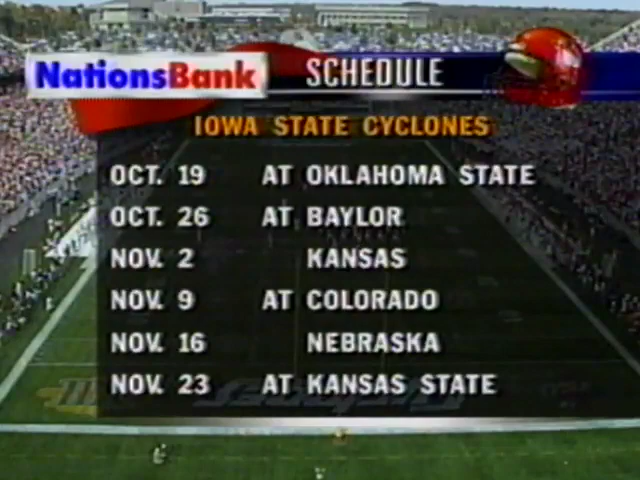 NationsBank SCHEDULE
IOWA STATE CYCLONES
OCT. 19 AT OKLAHOMA STATE
OCT. 26 AT BAYLOR
NOV. 2 KANSAS
NOV. 9 AT COLORADO
NOV. 16 NEBRASKA
NOV. 23 AT KANSAS STATE